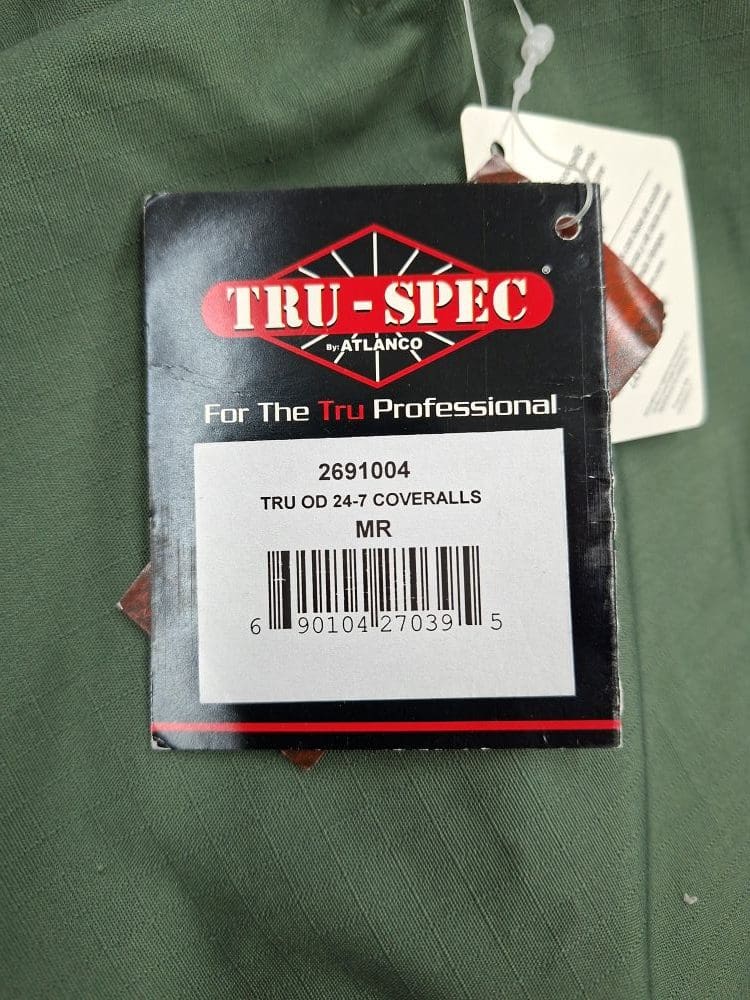 TRU-SPEC®
By: ATLANCO
For The Tru Professional
2691004
TRU OD 24-7 COVERALLS
MR
6 90104 27039 5